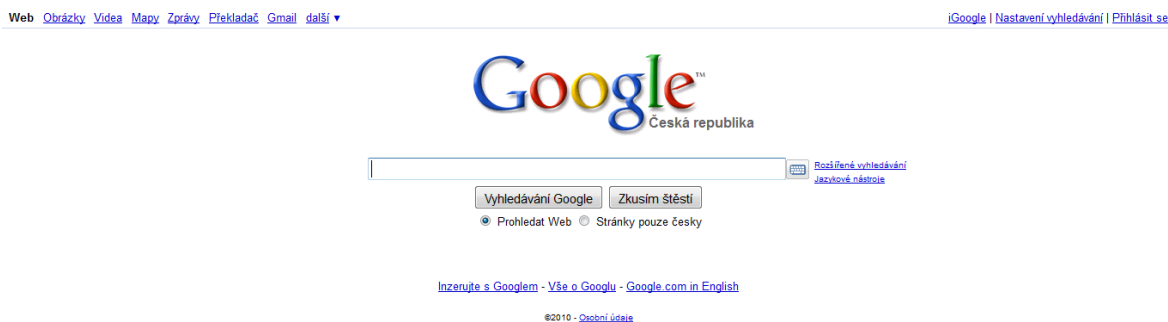 Web Obrázky Videa Mapy Zprávy Překladač Gmail další ▼
iGoogle | Nastavení vyhledávání | Přihlásit se
Google™
Česká republika
Rozšířené vyhledávání
Jazykové nástroje
Vyhledávání Google Zkusím štěstí
Prohledat Web Stránky pouze česky
Inzerujte s Googlem - Vše o Googlu - Google.com in English
©2010 - Osobní údaje